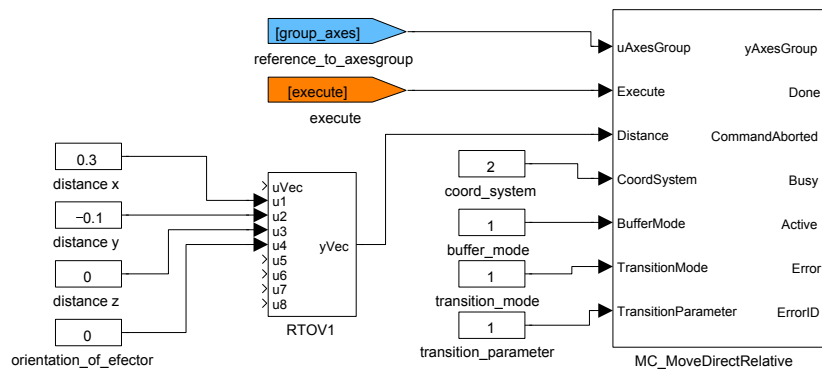 [group_axes]
reference_to_axesgroup
[execute]
execute
0.3
distance x
−0.1
distance y
0
distance z
0
orientation_of_efector
uVec
u1
u2
u3
u4
u5
u6
u7
u8
yVec
RTOV1
2
coord_system
1
buffer_mode
1
transition_mode
1
transition_parameter
uAxesGroup
yAxesGroup
Execute
Done
Distance
CommandAborted
CoordSystem
Busy
BufferMode
Active
TransitionMode
Error
TransitionParameter
ErrorID
MC_MoveDirectRelative